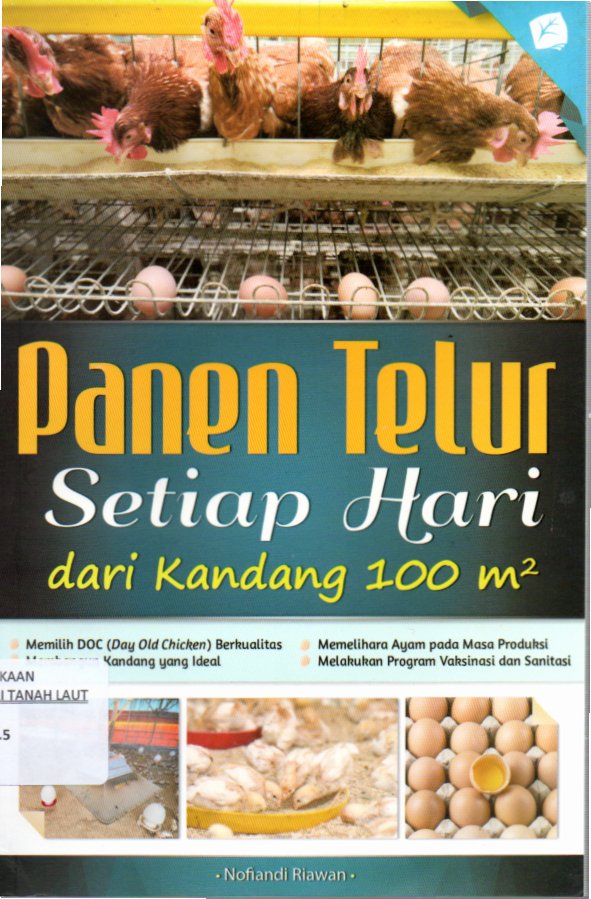 Panen Telur
Setiap Hari
dari Kandang 100 m²
Memilih DOC (Day Old Chicken) Berkualitas
Kandang yang Ideal
Memelihara Ayam pada Masa Produksi
Melakukan Program Vaksinasi dan Sanitasi
KAAN
I TANAH LAUT
.5
• Nofiandi Riawan •